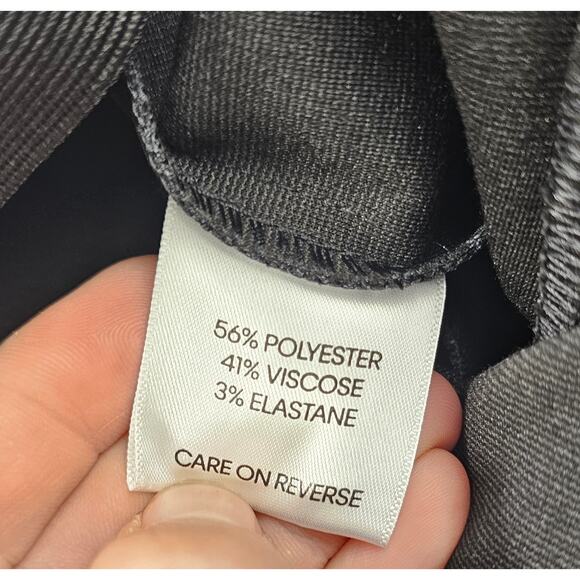 56% POLYESTER
41% VISCOSE
3% ELASTANE
CARE ON REVERSE